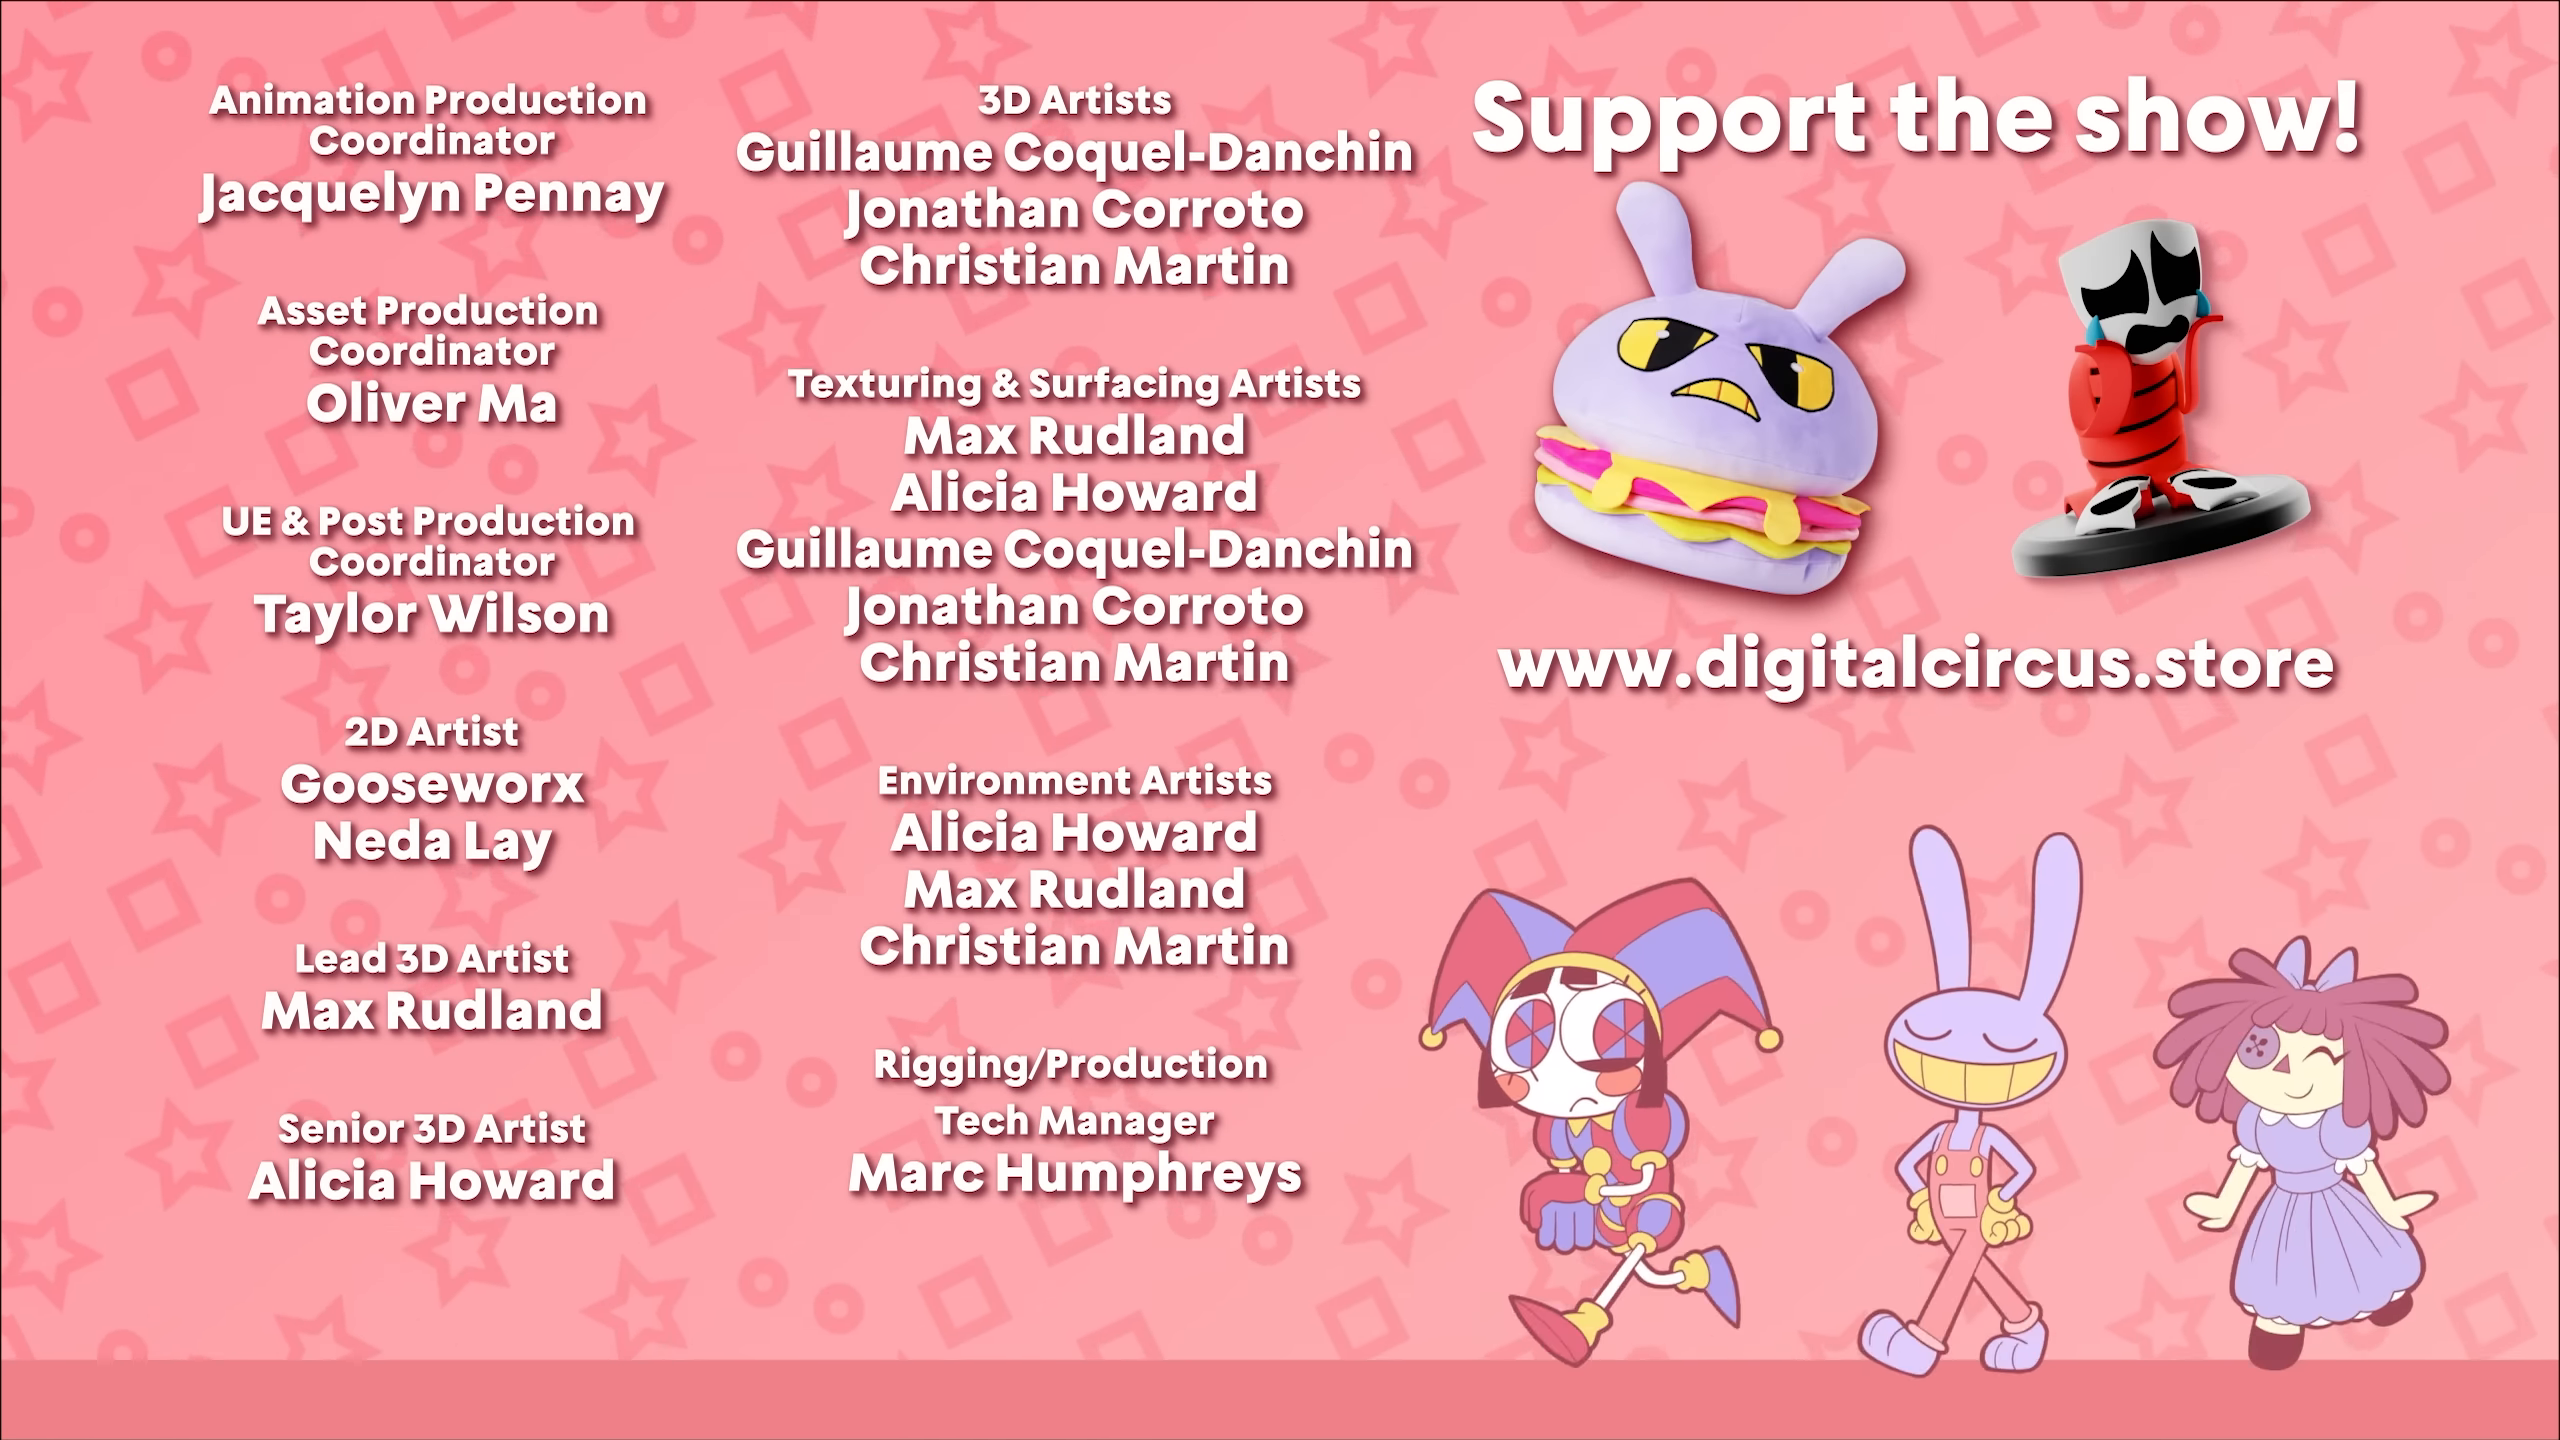 Animation Production
Coordinator
Jacquelyn Pennay
Asset Production
Coordinator
Oliver Ma
UE & Post Production
Coordinator
Taylor Wilson
2D Artist
Gooseworx
Neda Lay
Lead 3D Artist
Max Rudland
Senior 3D Artist
Alicia Howard
3D Artists
Guillaume Coquel-Danchin
Jonathan Corroto
Christian Martin
Texturing & Surfacing Artists
Max Rudland
Alicia Howard
Guillaume Coquel-Danchin
Jonathan Corroto
Christian Martin
Environment Artists
Alicia Howard
Max Rudland
Christian Martin
Rigging/Production
Tech Manager
Marc Humphreys
Support the show!
www.digitalcircus.store